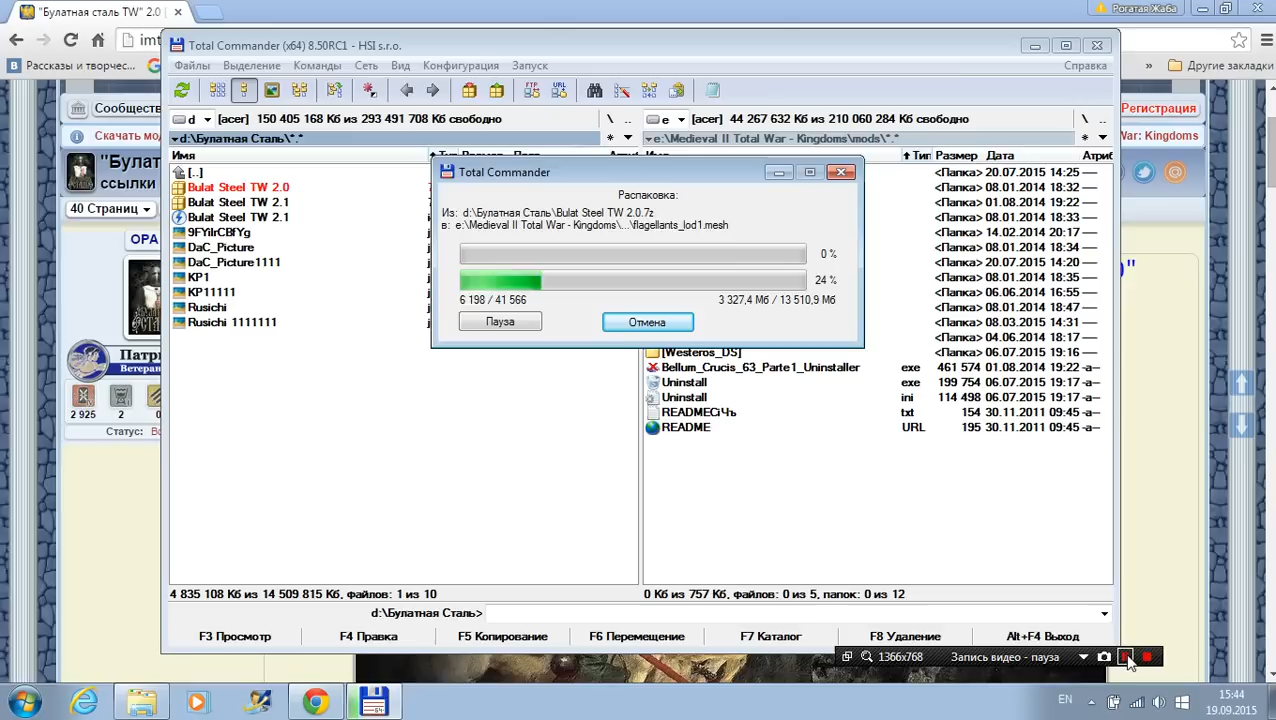 "Булатная сталь TW" 2.0
Рогатая Жаба
imt
Рассказы и творчес...
»
Другие закладки
Total Commander (x64) 8.50RC1 - HSI s.r.o.
Файлы Выделение Команды Сеть Вид Конфигурация Запуск Справка
d [acer] 150 405 168 Кб из 293 491 708 Кб свободно \ ..
e [acer] 44 267 632 Кб из 210 060 284 Кб свободно \ ..
d:\Булатная Сталь\*.* *
e:\Medieval II Total War - Kingdoms\mods\*.* *
Имя
Тип Размер Дата Атриб
[..]
Bulat Steel TW 2.0
Bulat Steel TW 2.1
Bulat Steel TW 2.1
9FYiIrCBfYg
DaC_Picture
DaC_Picture1111
KP1
KP11111
Rusichi
Rusichi 1111111
<Папка> 20.07.2015 14:25 ----
<Папка> 08.01.2014 18:32 ----
<Папка> 01.08.2014 19:22 ----
<Папка> 08.01.2014 18:33 ----
<Папка> 14.02.2014 20:17 ----
<Папка> 08.01.2014 18:34 ----
<Папка> 14.02.2014 21:20 ----
<Папка> 08.01.2014 18:35 ----
<Папка> 06.06.2014 16:55 ----
<Папка> 08.03.2015 14:31 ----
<Папка> 04.06.2014 18:17 ----
[Westeros_DS] <Папка> 06.07.2015 19:16 ----
Bellum_Crucis_63_Parte1_Uninstaller exe 461 574 01.08.2014 19:22 -a--
Uninstall exe 199 754 06.07.2015 19:17 -a--
Uninstall ini 114 498 06.07.2015 19:17 -a--
READMECiЧъ txt 154 30.11.2011 09:45 -a--
README URL 195 30.11.2011 09:45 -a--
Total Commander
Распаковка:
Из: d:\Булатная Сталь\Bulat Steel TW 2.0.7z
в: e:\Medieval II Total War - Kingdoms\...\flagellants_lod1.mesh
0 %
24 %
6 198 / 41 566 3 327,4 Мб / 13 510,9 Мб
Пауза Отмена
4 835 108 Кб из 14 509 815 Кб, файлов: 1 из 10
0 Кб из 757 Кб, файлов: 0 из 5, папок: 0 из 12
d:\Булатная Сталь>
F3 Просмотр F4 Правка F5 Копирование F6 Перемещение F7 Каталог F8 Удаление Alt+F4 Выход
1366x768 Запись видео - пауза
Сообществ
Регистрация
Скачать мо
War: Kingdoms
"Булат
ссылки
40 Страниц
ОРА
)"
Патри
Ветеран
2 925 2
Статус:
EN
15:44
19.09.2015